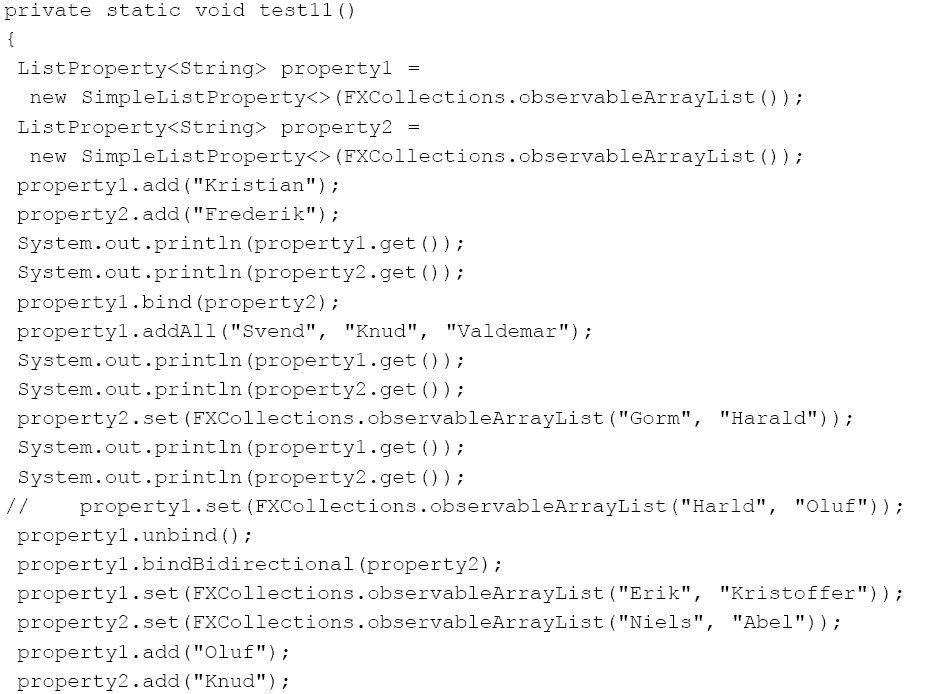 private static void test11()
{
 ListProperty<String> property1 =
  new SimpleListProperty<>(FXCollections.observableArrayList());
 ListProperty<String> property2 =
  new SimpleListProperty<>(FXCollections.observableArrayList());
 property1.add("Kristian");
 property2.add("Frederik");
 System.out.println(property1.get());
 System.out.println(property2.get());
 property1.bind(property2);
 property1.addAll("Svend", "Knud", "Valdemar");
 System.out.println(property1.get());
 System.out.println(property2.get());
 property2.set(FXCollections.observableArrayList("Gorm", "Harald"));
 System.out.println(property1.get());
 System.out.println(property2.get());
//    property1.set(FXCollections.observableArrayList("Harld", "Oluf"));
 property1.unbind();
 property1.bindBidirectional(property2);
 property1.set(FXCollections.observableArrayList("Erik", "Kristoffer"));
 property2.set(FXCollections.observableArrayList("Niels", "Abel"));
 property1.add("Oluf");
 property2.add("Knud");